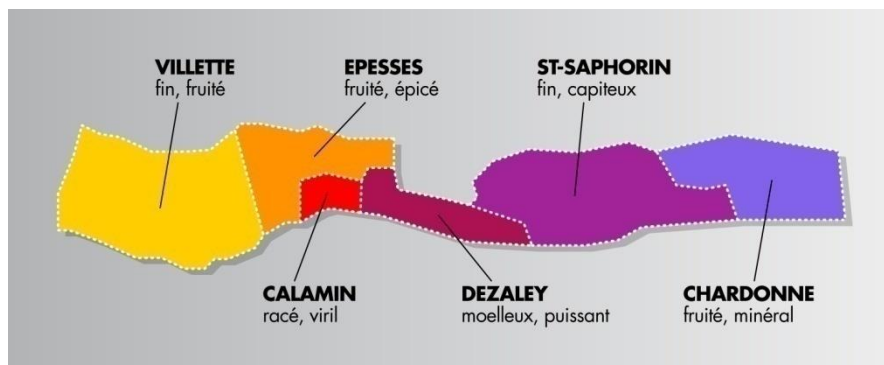 VILLETTE
fin, fruité
EPESSES
fruité, épicé
ST-SAPHORIN
fin, capiteux
CALAMIN
racé, viril
DEZALEY
moelleux, puissant
CHARDONNE
fruité, minéral